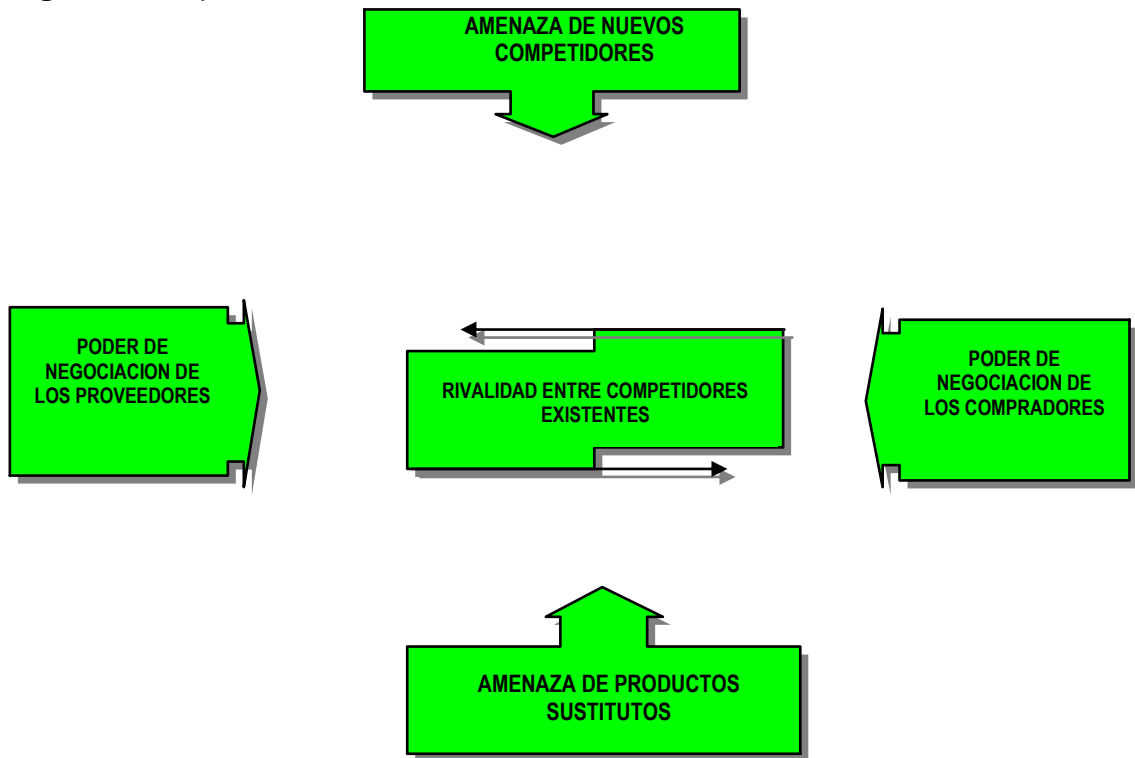 AMENAZA DE NUEVOS
COMPETIDORES
PODER DE
NEGOCIACION DE
LOS PROVEEDORES
RIVALIDAD ENTRE COMPETIDORES
EXISTENTES
PODER DE
NEGOCIACION DE
LOS COMPRADORES
AMENAZA DE PRODUCTOS
SUSTITUTOS